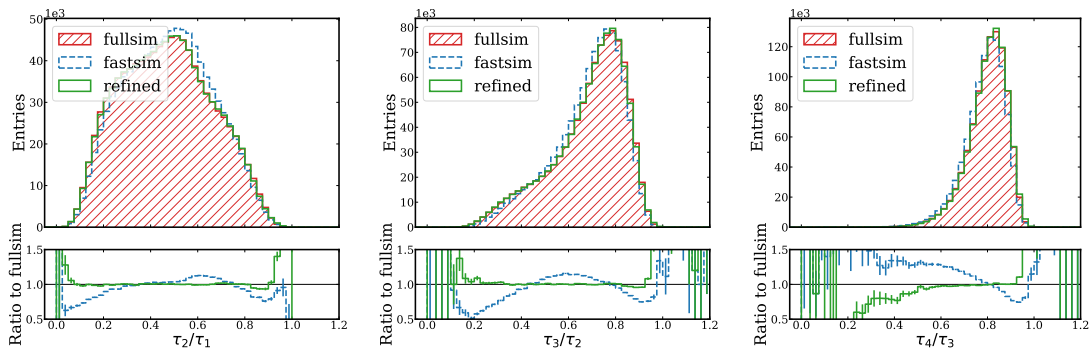 1e3
50
40
30
20
10
0
Entries
fullsim
fastsim
refined
1.5
1.0
0.5
Ratio to fullsim
0.0 0.2 0.4 0.6 0.8 1.0 1.2
τ2/τ1
1e3
80
70
60
50
40
30
20
10
0
Entries
fullsim
fastsim
refined
1.5
1.0
0.5
Ratio to fullsim
0.0 0.2 0.4 0.6 0.8 1.0 1.2
τ3/τ2
1e3
120
100
80
60
40
20
0
Entries
fullsim
fastsim
refined
1.5
1.0
0.5
Ratio to fullsim
0.0 0.2 0.4 0.6 0.8 1.0 1.2
τ4/τ3